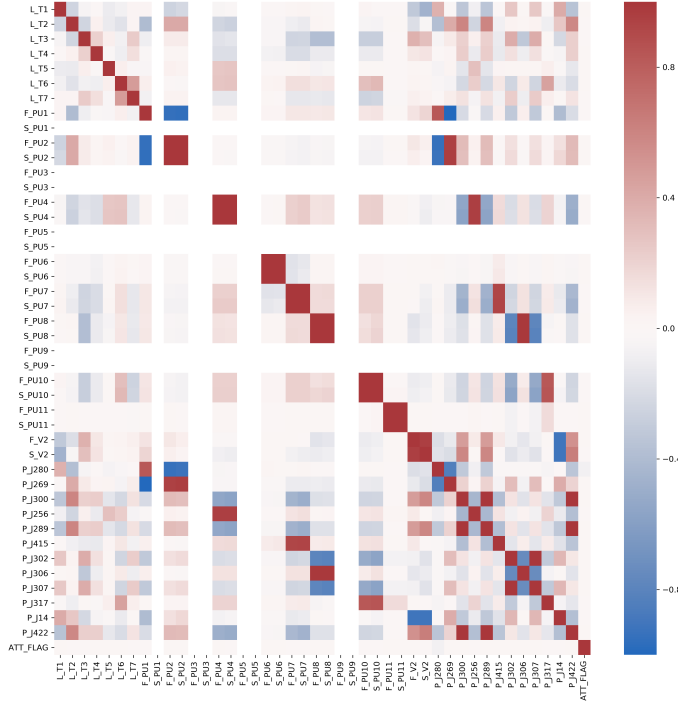 L_T1
L_T2
L_T3
L_T4
L_T5
L_T6
L_T7
F_PU1
S_PU1
F_PU2
S_PU2
F_PU3
S_PU3
F_PU4
S_PU4
F_PU5
S_PU5
F_PU6
S_PU6
F_PU7
S_PU7
F_PU8
S_PU8
F_PU9
S_PU9
F_PU10
S_PU10
F_PU11
S_PU11
F_V2
S_V2
P_J280
P_J269
P_J300
P_J256
P_J289
P_J415
P_J302
P_J306
P_J307
P_J317
P_J14
P_J422
ATT_FLAG
L_T1 L_T2 L_T3 L_T4 L_T5 L_T6 L_T7 F_PU1 S_PU1 F_PU2 S_PU2 F_PU3 S_PU3 F_PU4 S_PU4 F_PU5 S_PU5 F_PU6 S_PU6 F_PU7 S_PU7 F_PU8 S_PU8 F_PU9 S_PU9 F_PU10 S_PU10 F_PU11 S_PU11 F_V2 S_V2 P_J280 P_J269 P_J300 P_J256 P_J289 P_J415 P_J302 P_J306 P_J307 P_J317 P_J14 P_J422 ATT_FLAG
0.8
0.4
0.0